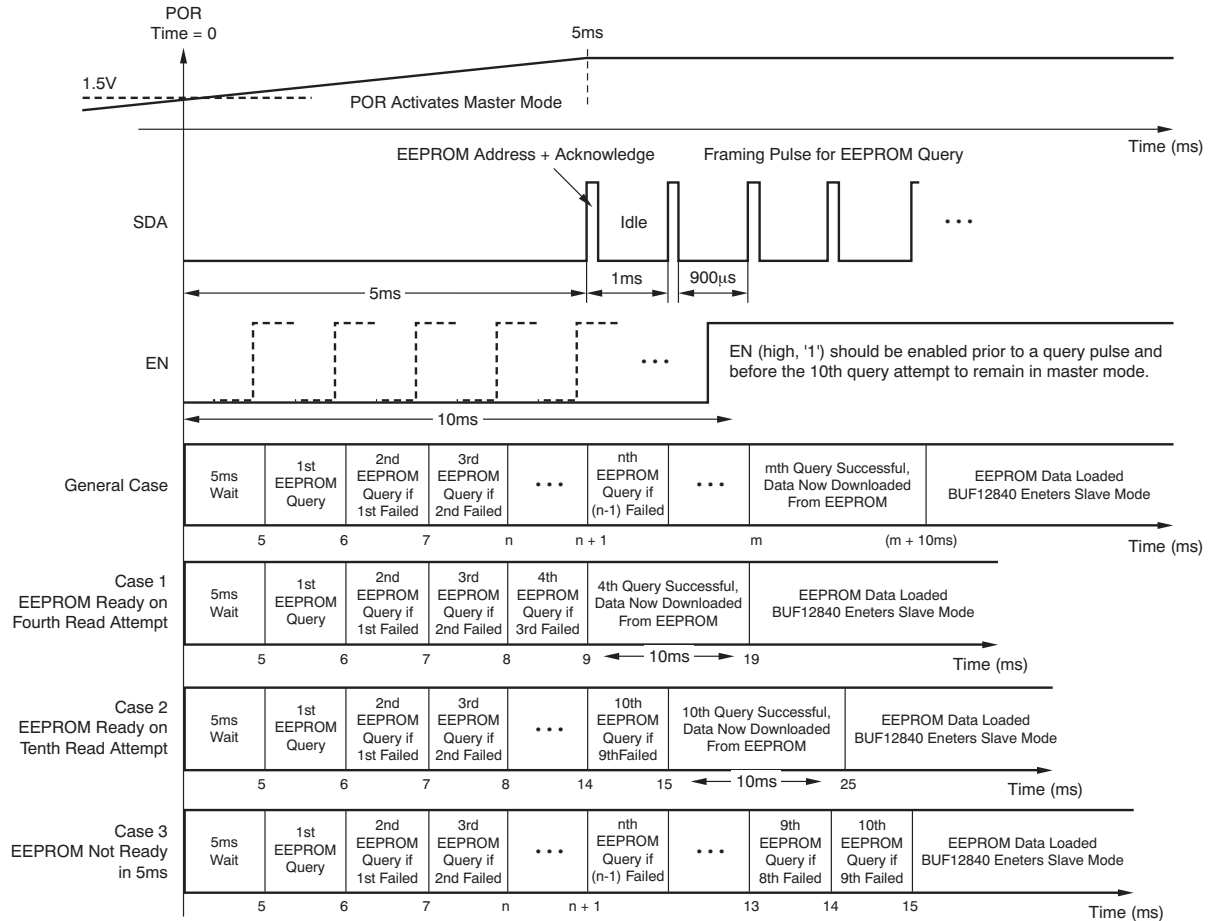 POR
Time = 0
5ms
1.5V
POR Activates Master Mode
Time (ms)
EEPROM Address + Acknowledge
Framing Pulse for EEPROM Query
SDA
Idle
• • •
1ms
900μs
5ms
EN
• • •
EN (high, '1') should be enabled prior to a query pulse and
before the 10th query attempt to remain in master mode.
10ms
General Case
5ms
Wait
1st
EEPROM
Query
2nd
EEPROM
Query if
1st Failed
3rd
EEPROM
Query if
2nd Failed
• • •
nth
EEPROM
Query if
(n-1) Failed
• • •
mth Query Successful,
Data Now Downloaded
From EEPROM
EEPROM Data Loaded
BUF12840 Eneters Slave Mode
5 6 7 n n + 1 m (m + 10ms)
Time (ms)
Case 1
EEPROM Ready on
Fourth Read Attempt
5ms
Wait
1st
EEPROM
Query
2nd
EEPROM
Query if
1st Failed
3rd
EEPROM
Query if
2nd Failed
4th
EEPROM
Query if
3rd Failed
4th Query Successful,
Data Now Downloaded
From EEPROM
EEPROM Data Loaded
BUF12840 Eneters Slave Mode
5 6 7 8 9 10ms 19
Time (ms)
Case 2
EEPROM Ready on
Tenth Read Attempt
5ms
Wait
1st
EEPROM
Query
2nd
EEPROM
Query if
1st Failed
3rd
EEPROM
Query if
2nd Failed
• • •
10th
EEPROM
Query if
9thFailed
10th Query Successful,
Data Now Downloaded
From EEPROM
EEPROM Data Loaded
BUF12840 Eneters Slave Mode
5 6 7 8 14 15 10ms 25
Time (ms)
Case 3
EEPROM Not Ready
in 5ms
5ms
Wait
1st
EEPROM
Query
2nd
EEPROM
Query if
1st Failed
3rd
EEPROM
Query if
2nd Failed
• • •
nth
EEPROM
Query if
(n-1) Failed
• • •
9th
EEPROM
Query if
8th Failed
10th
EEPROM
Query if
9th Failed
EEPROM Data Loaded
BUF12840 Eneters Slave Mode
5 6 7 n n + 1 13 14 15
Time (ms)